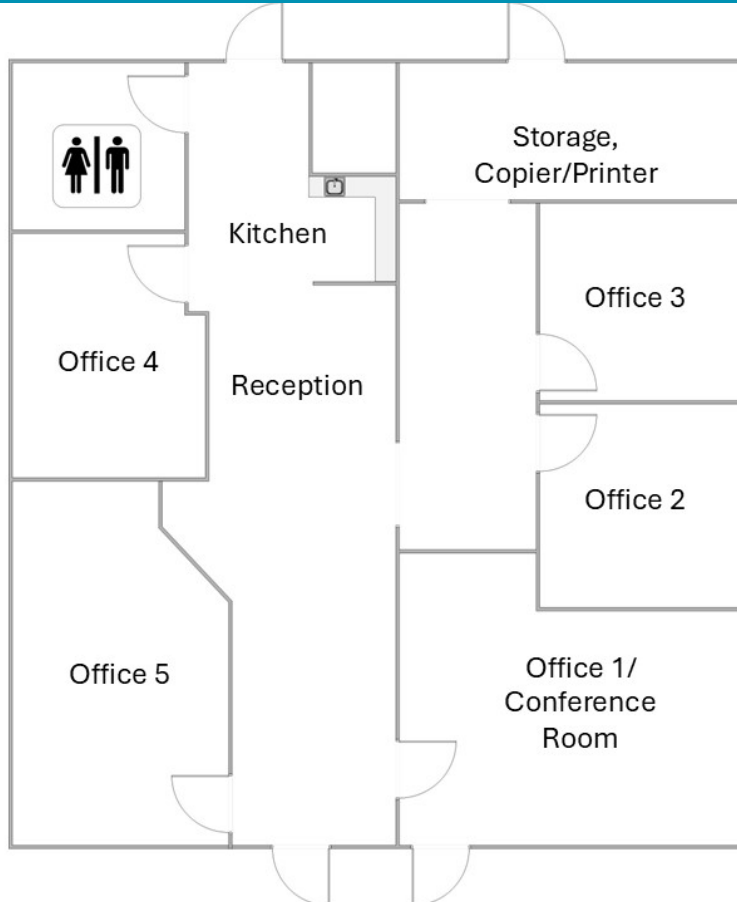 Storage,
Copier/Printer
Kitchen
Office 3
Office 4
Reception
Office 2
Office 5
Office 1/
Conference
Room